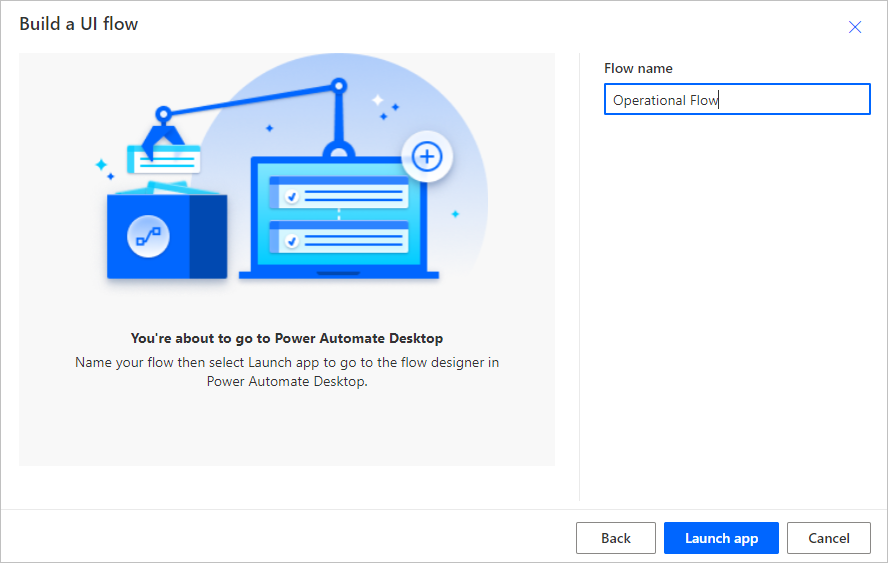 Build a UI flow
You're about to go to Power Automate Desktop
Name your flow then select Launch app to go to the flow designer in
Power Automate Desktop.
Flow name
Operational Flow
Back
Launch app
Cancel